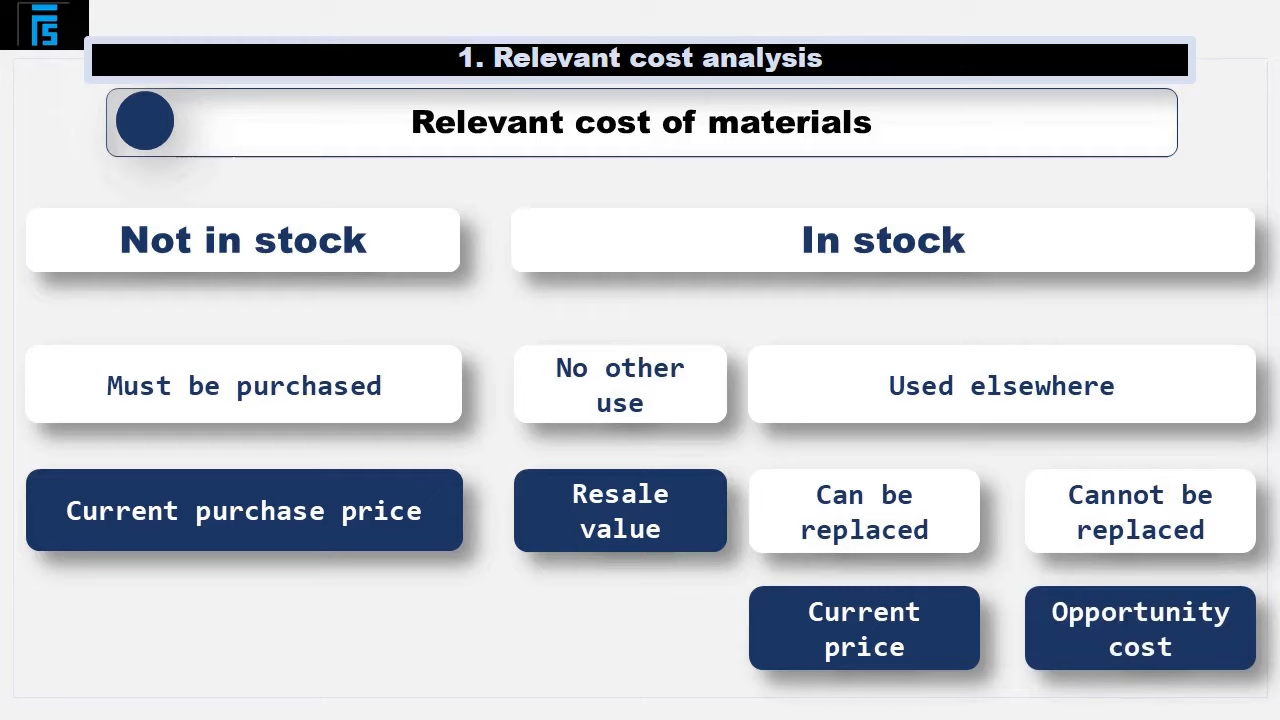 1. Relevant cost analysis
Relevant cost of materials
Not in stock
In stock
Must be purchased
No other
use
Used elsewhere
Current purchase price
Resale
value
Can be
replaced
Cannot be
replaced
Current
price
Opportunity
cost